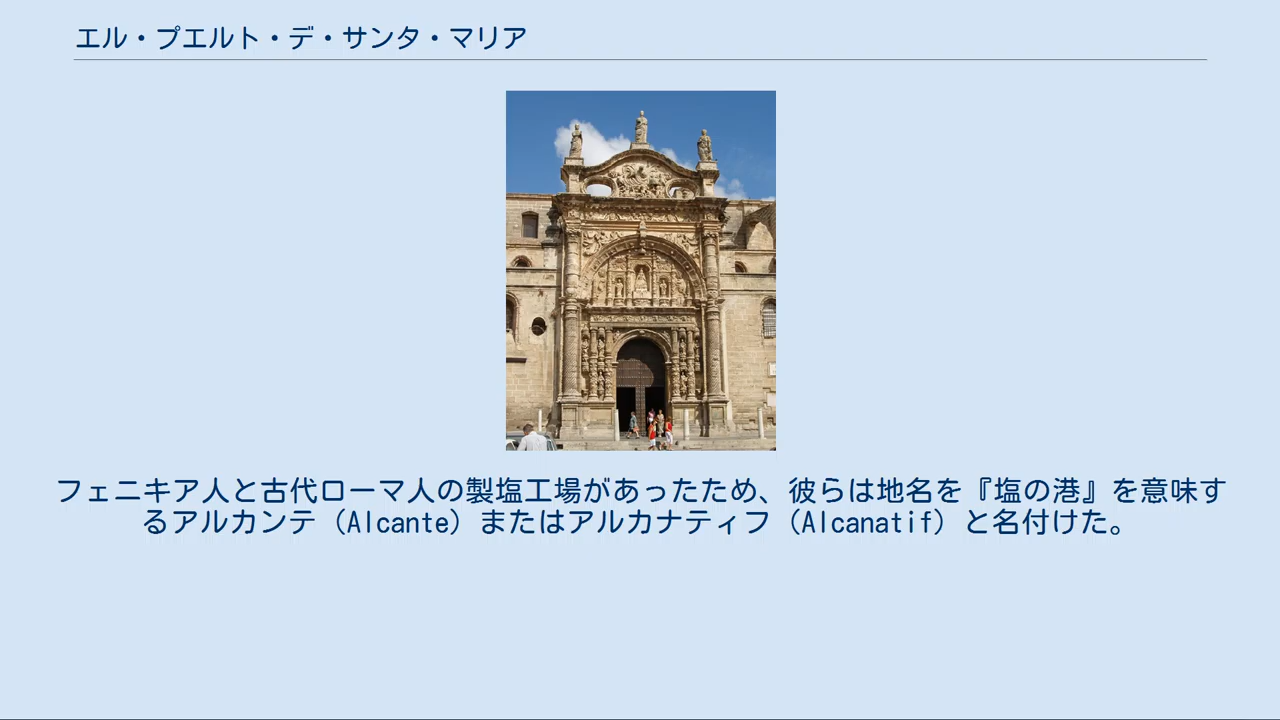 エル・プエルト・デ・サンタ・マリア
フェニキア人と古代ローマ人の製塩工場があったため、彼らは地名を『塩の港』を意味す
るアルカンテ（Alcante）またはアルカナティフ（Alcanatif）と名付けた。